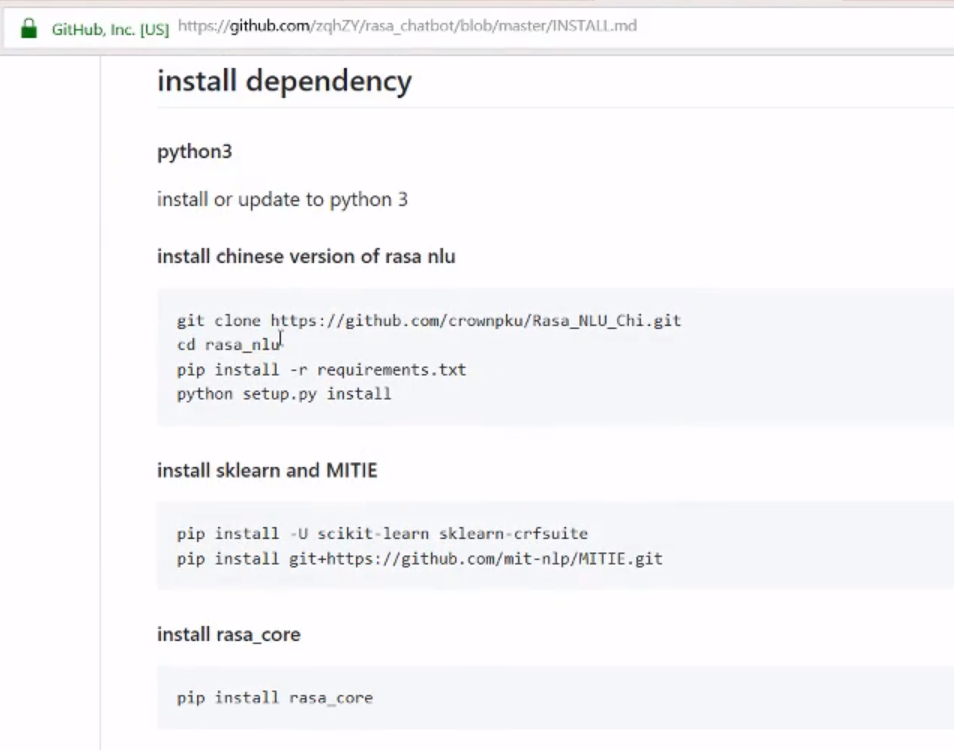 GitHub, Inc. [US] https://github.com/zqhZY/rasa_chatbot/blob/master/INSTALL.md
install dependency
python3
install or update to python 3
install chinese version of rasa nlu
git clone https://github.com/crownpku/Rasa_NLU_Chi.git
cd rasa_nlu
pip install -r requirements.txt
python setup.py install
install sklearn and MITIE
pip install -U scikit-learn sklearn-crfsuite
pip install git+https://github.com/mit-nlp/MITIE.git
install rasa_core
pip install rasa_core